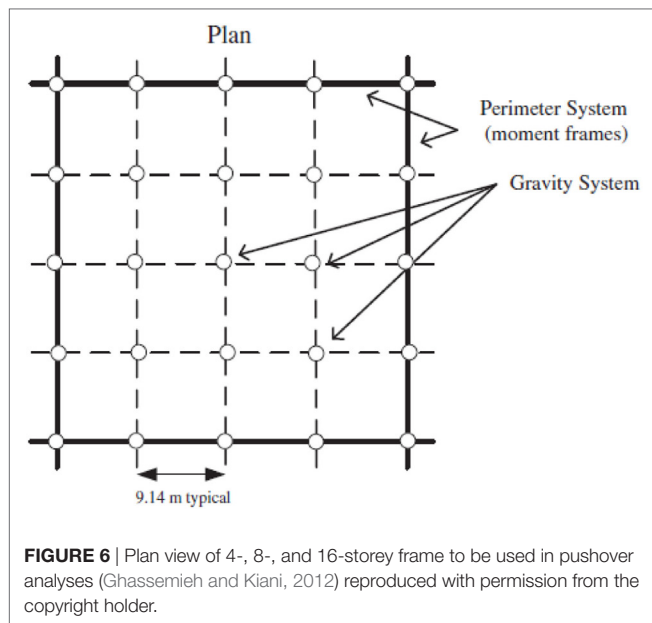 Plan
Perimeter System
(moment frames)
Gravity System
9.14 m typical
FIGURE 6 | Plan view of 4-, 8-, and 16-storey frame to be used in pushover
analyses (Ghassemieh and Kiani, 2012) reproduced with permission from the
copyright holder.